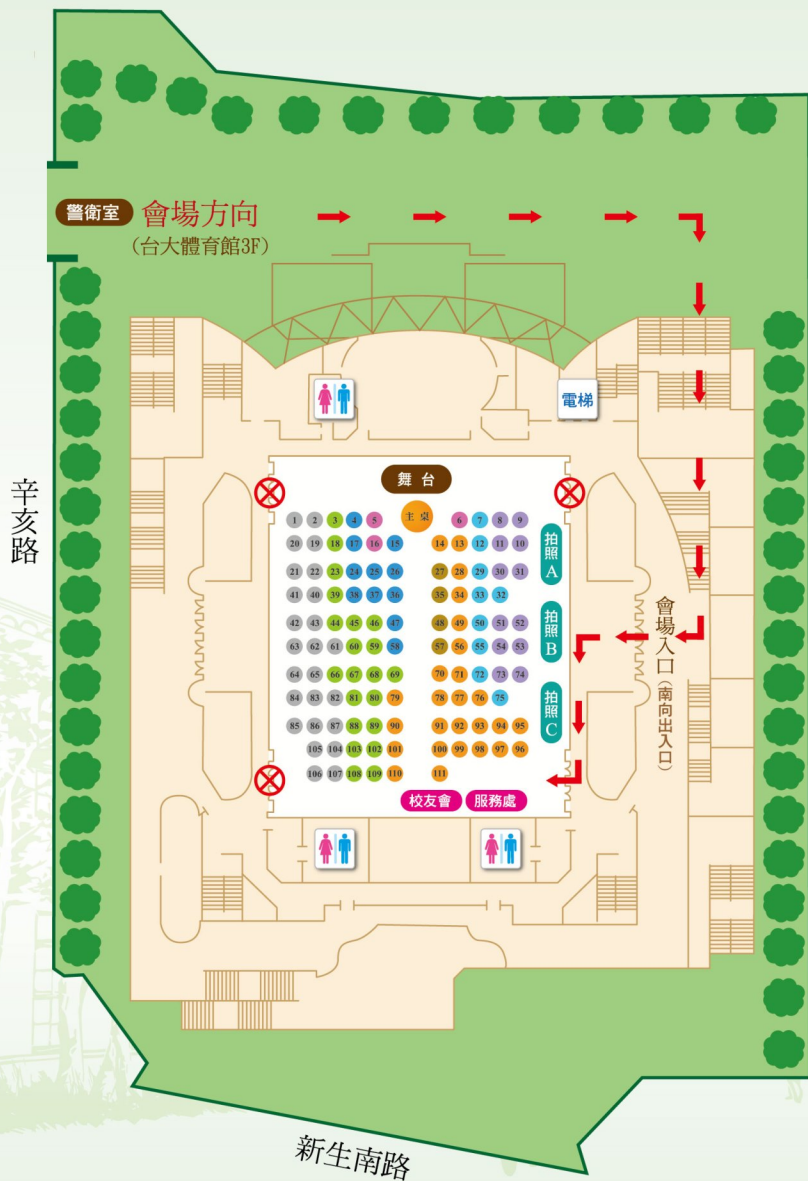 警衛室 會場方向
(台大體育館3F)
電梯
舞台
主桌
1 2 3 4 5 6 7 8 9
20 19 18 17 16 15 14 13 12 11 10
21 22 23 24 25 26 27 28 29 30 31
41 40 39 38 37 36 35 34 33 32
42 43 44 45 46 47 48 49 50 51 52
63 62 61 60 59 58 57 56 55 54 53
64 65 66 67 68 69 70 71 72 73 74
84 83 82 81 80 79 78 77 76 75
85 86 87 88 89 90 91 92 93 94 95
105 104 103 102 101 100 99 98 97 96
106 107 108 109 110 111
拍照A
拍照B
拍照C
會場入口(南向出入口)
校友會 服務處
辛亥路
新生南路